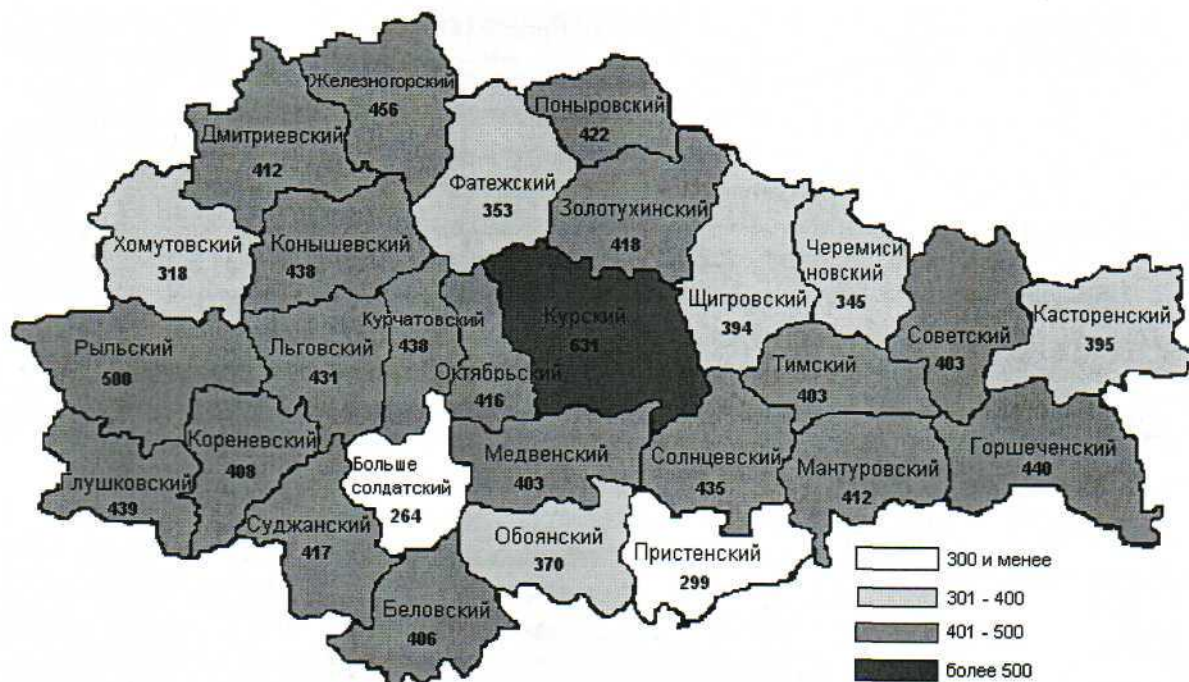 Железногорский
456
Поныровский
422
Дмитриевский
412
Фатежский
353
Золотухинский
418
Хомутовский
318
Конышевский
438
Черемиси
новский
345
Щигровский
394
Касторенский
395
Курчатовский
438
Курский
631
Советский
403
Рыльский
500
Льговский
431
Октябрьский
416
Тимский
403
Кореневский
408
Медвенский
403
Солнцевский
435
Мантуровский
412
Горшеченский
440
Глушковский
439
Больше
солдатский
264
Суджанский
417
Обоянский
370
Пристенский
299
Беловский
406
300 и менее
301 - 400
401 - 500
более 500